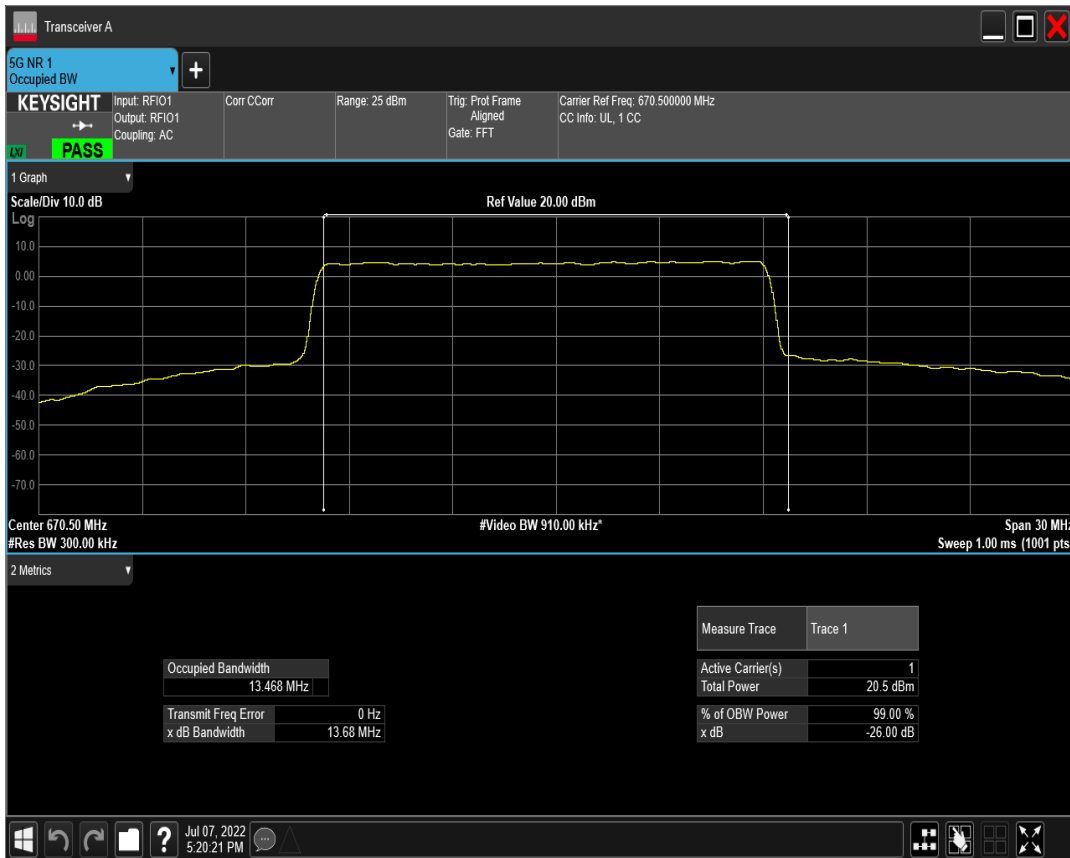 Transceiver A
5G NR 1
Occupied BW
KEYSIGHT
LXI
PASS
Input: RFIO1
Output: RFIO1
Coupling: AC
Corr CCorr
Range: 25 dBm
Trig: Prot Frame
Aligned
Gate: FFT
Carrier Ref Freq: 670.500000 MHz
CC Info: UL, 1 CC
1 Graph
Scale/Div 10.0 dB
Ref Value 20.00 dBm
Log
10.0
0.00
-10.0
-20.0
-30.0
-40.0
-50.0
-60.0
-70.0
Center 670.50 MHz
#Video BW 910.00 kHz*
Span 30 MHz
#Res BW 300.00 kHz
Sweep 1.00 ms (1001 pts
2 Metrics
Measure Trace Trace 1
Occupied Bandwidth
13.468 MHz
Active Carrier(s) 1
Total Power 20.5 dBm
Transmit Freq Error 0 Hz
x dB Bandwidth 13.68 MHz
% of OBW Power 99.00 %
x dB -26.00 dB
?
Jul 07, 2022
5:20:21 PM